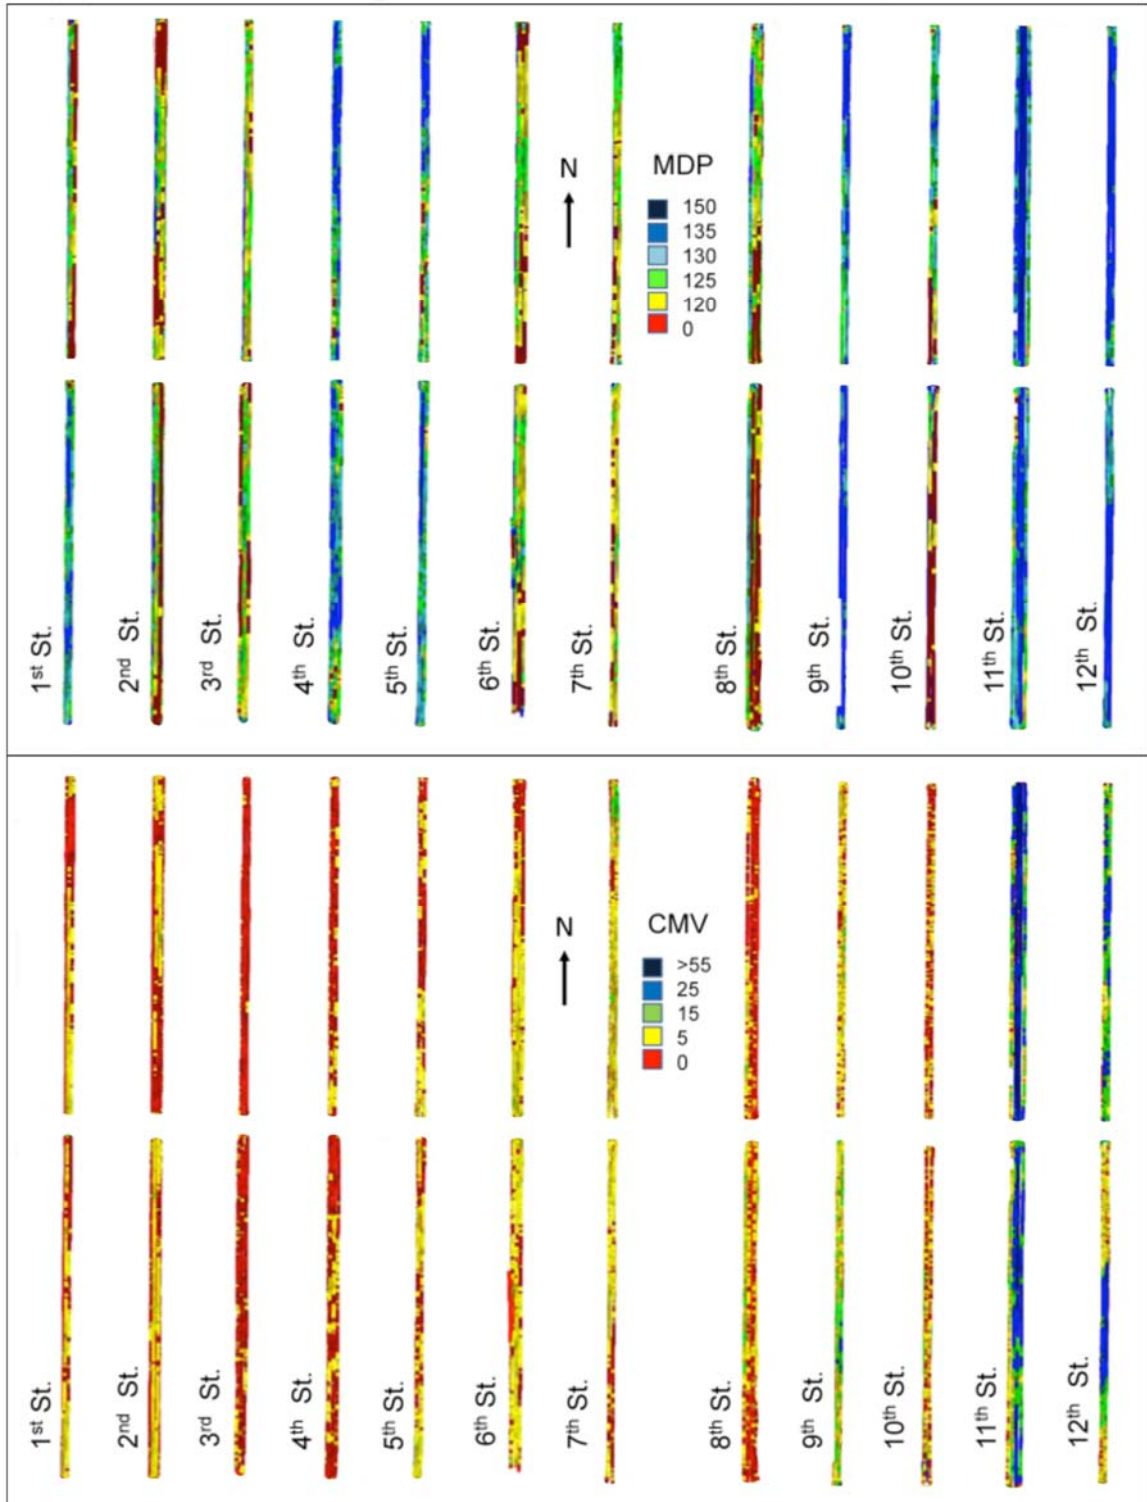 N
MDP
150
135
130
125
120
0
1st St.
2nd St.
3rd St.
4th St.
5th St.
6th St.
7th St.
8th St.
9th St.
10th St.
11th St.
12th St.
N
CMV
>55
25
15
5
0
1st St.
2nd St.
3rd St.
4th St.
5th St.
6th St.
7th St.
8th St.
9th St.
10th St.
11th St.
12th St.